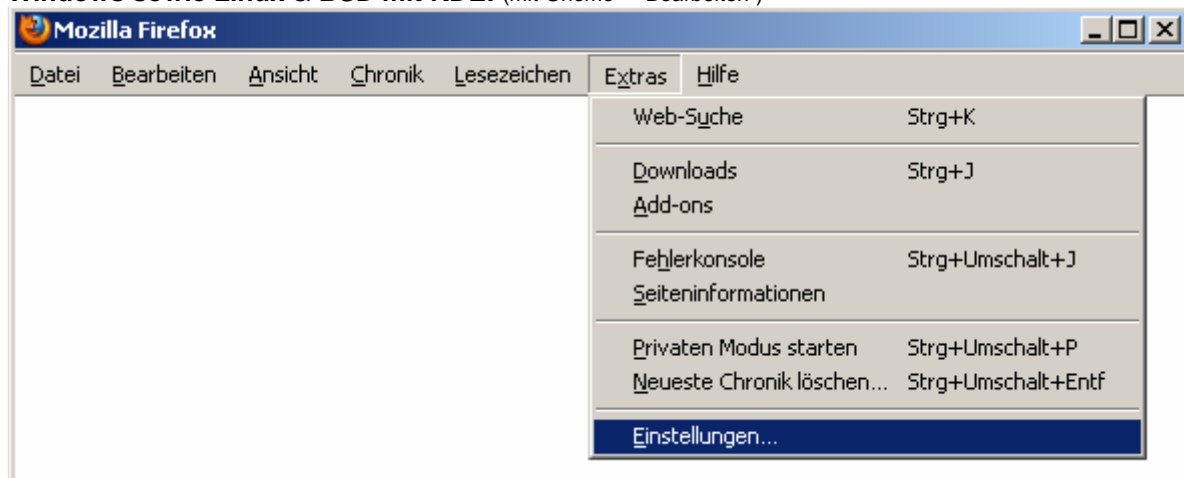 Mozilla Firefox
Datei Bearbeiten Ansicht Chronik Lesezeichen Extras Hilfe
Web-Suche Strg+K
Downloads Strg+J
Add-ons
Fehlerkonsole Strg+Umschalt+J
Seiteninformationen
Privaten Modus starten Strg+Umschalt+P
Neueste Chronik löschen... Strg+Umschalt+Entf
Einstellungen...